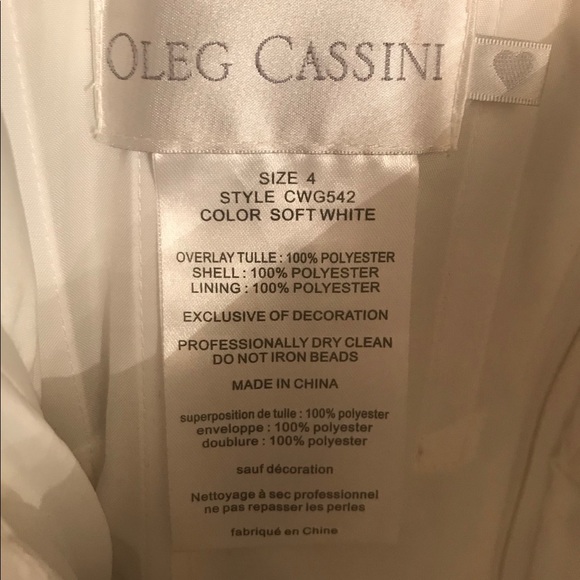 OLEG CASSINI
SIZE 4
STYLE CWG542
COLOR SOFT WHITE
OVERLAY TULLE : 100% POLYESTER
SHELL : 100% POLYESTER
LINING : 100% POLYESTER
EXCLUSIVE OF DECORATION
PROFESSIONALLY DRY CLEAN
DO NOT IRON BEADS
MADE IN CHINA
superposition de tulle : 100% polyester
enveloppe : 100% polyester
doublure : 100% polyester
sauf décoration
Nettoyage à sec professionnel
ne pas repasser les perles
fabriqué en Chine